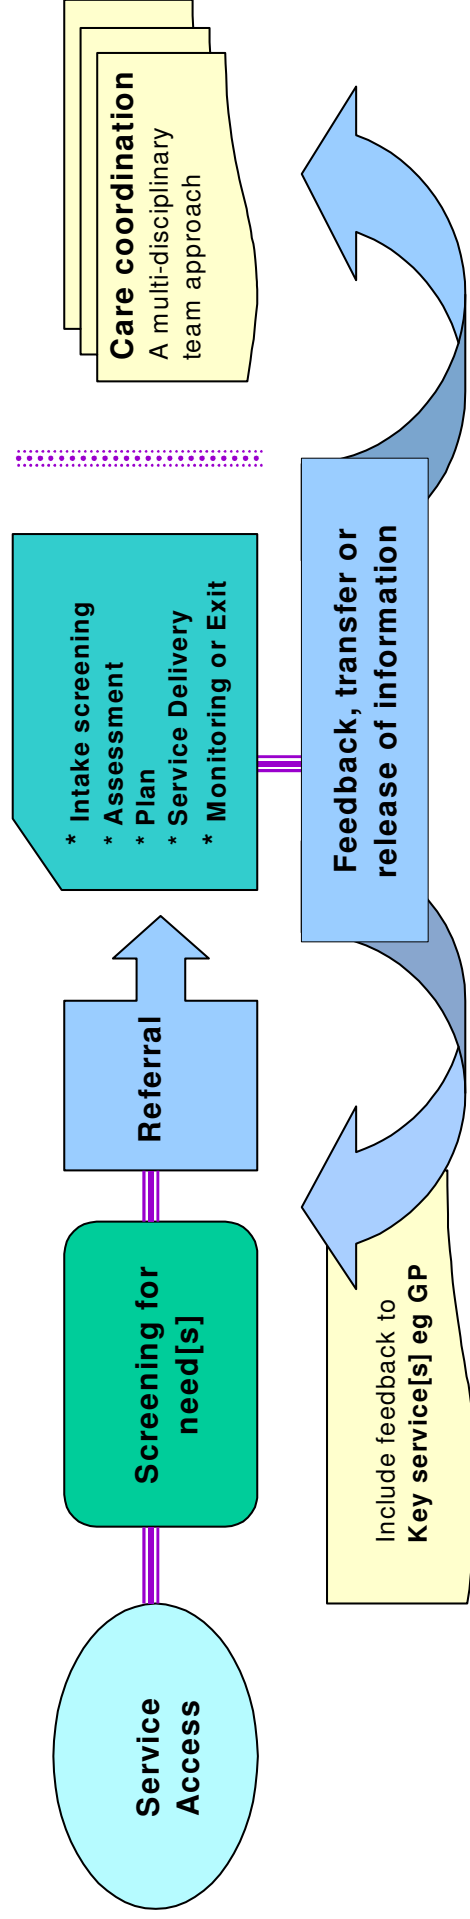 Service
Access
Screening for
need[s]
Referral
* Intake screening
* Assessment
* Plan
* Service Delivery
* Monitoring or Exit
Care coordination
A multi-disciplinary
team approach
Include feedback to
Key service[s] eg GP
Feedback, transfer or
release of information